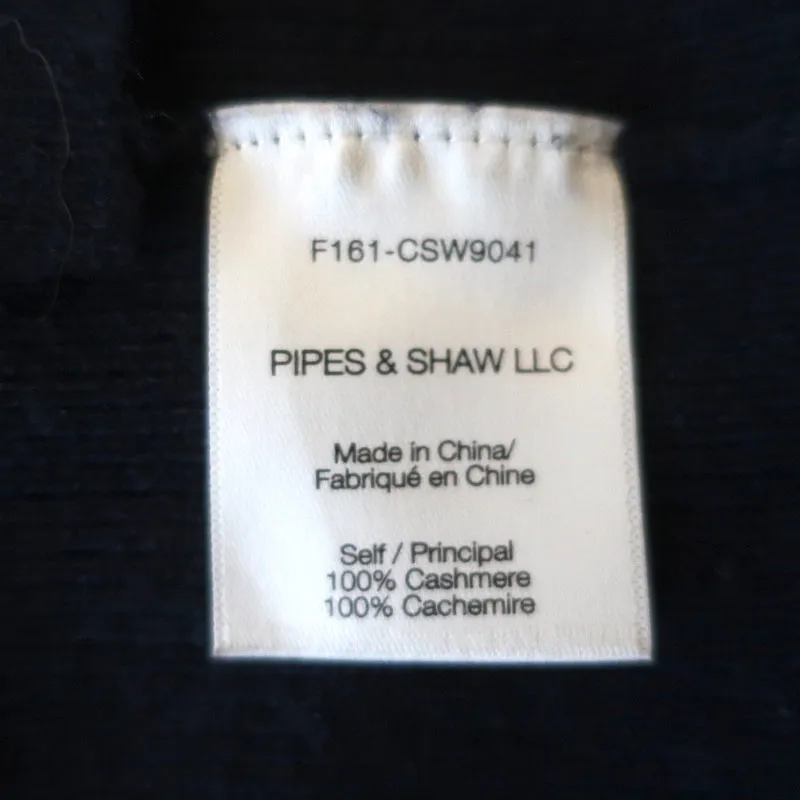 F161-CSW9041
PIPES & SHAW LLC
Made in China/
Fabriqué en Chine
Self / Principal
100% Cashmere
100% Cachemire